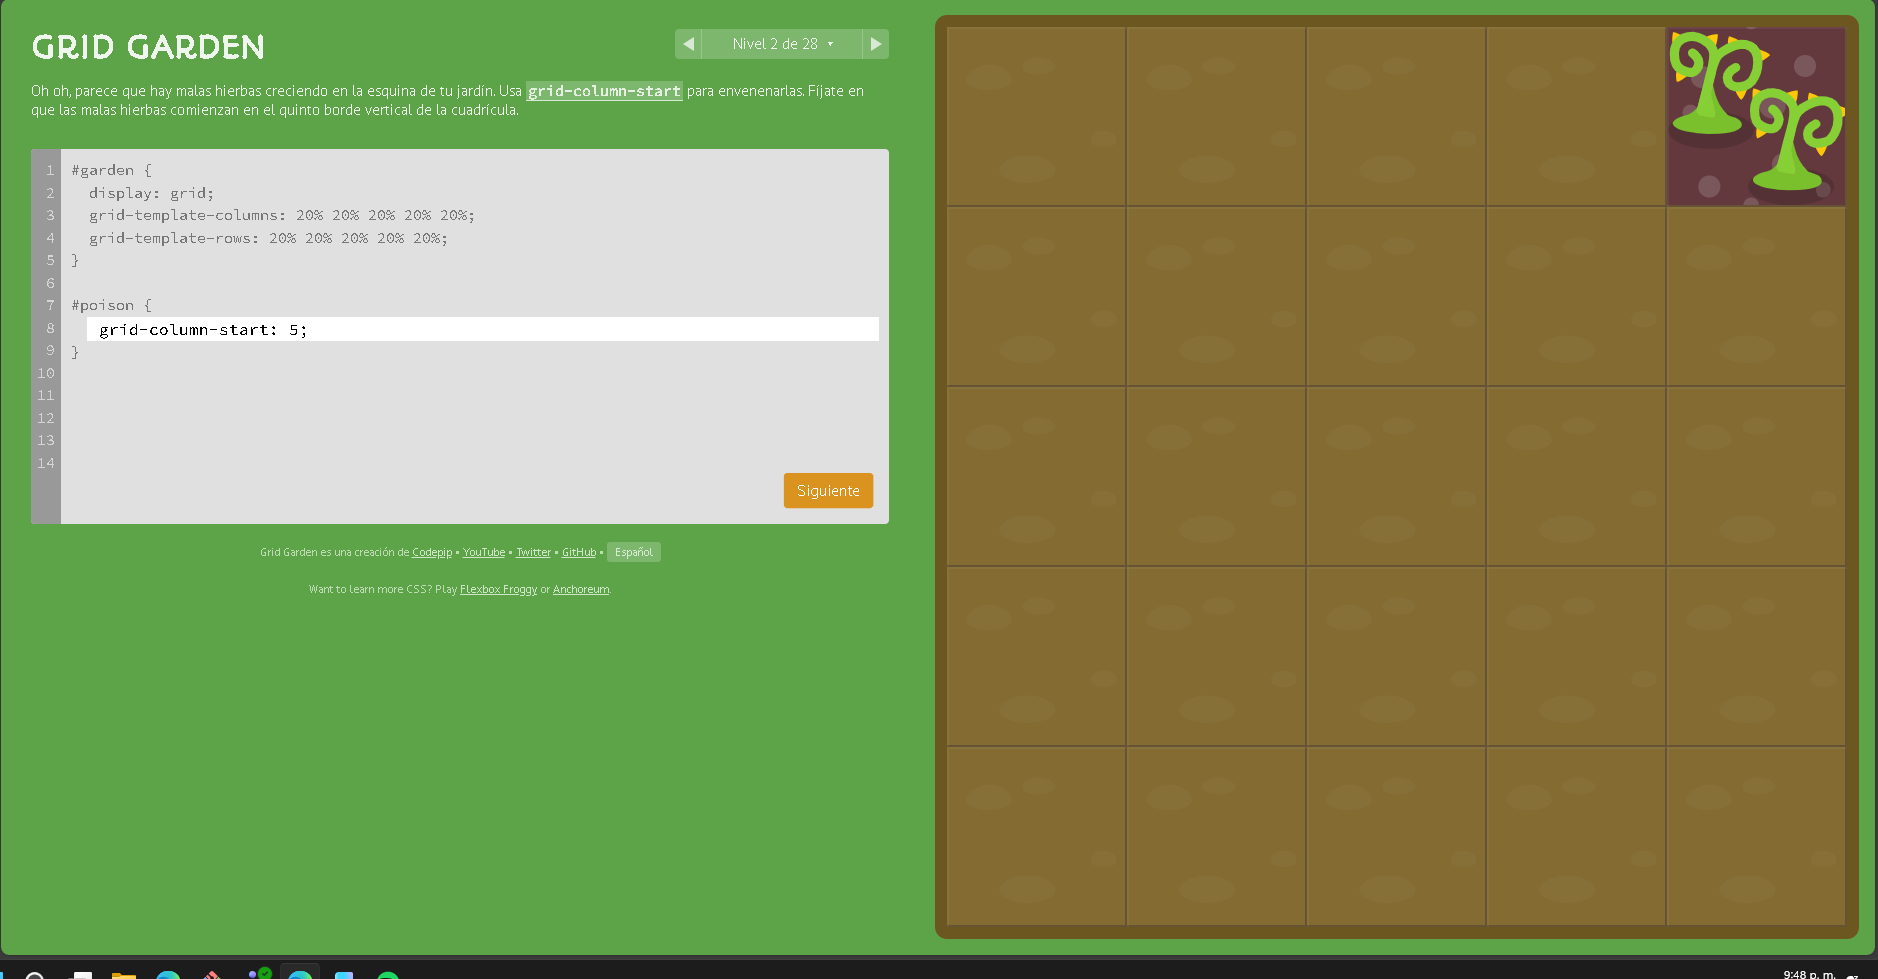 GRID GARDEN
Nivel 2 de 28
Oh oh, parece que hay malas hierbas creciendo en la esquina de tu jardín. Usa grid-column-start para envenenarlas. Fíjate en
que las malas hierbas comienzan en el quinto borde vertical de la cuadrícula.
1 #garden {
2 display: grid;
3 grid-template-columns: 20% 20% 20% 20% 20%;
4 grid-template-rows: 20% 20% 20% 20% 20%;
5 }
6
7 #poison {
8 grid-column-start: 5;
9 }
10
11
12
13
14
Siguiente
Grid Garden es una creación de Codepip • YouTube • Twitter • GitHub • Español
Want to learn more CSS? Play Flexbox Froggy or Anchoreum.
9:48 p. m.